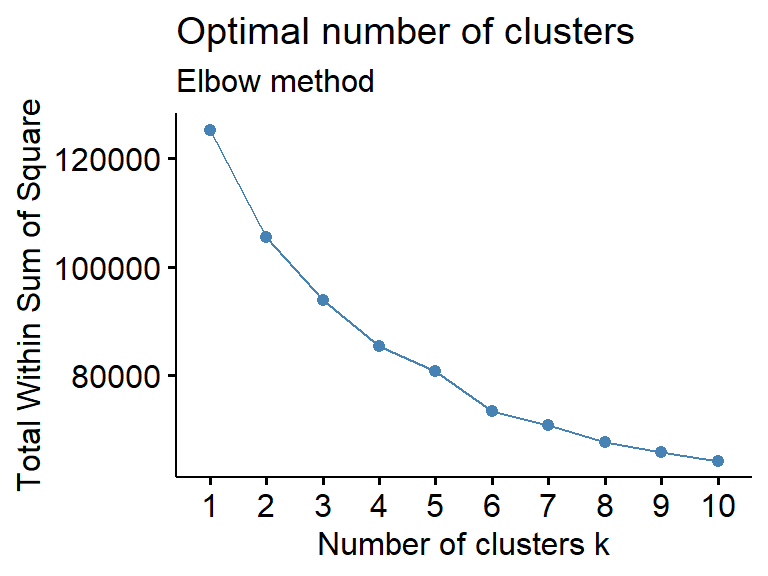 Optimal number of clusters
Elbow method
Total Within Sum of Square
120000
100000
80000
1 2 3 4 5 6 7 8 9 10
Number of clusters k